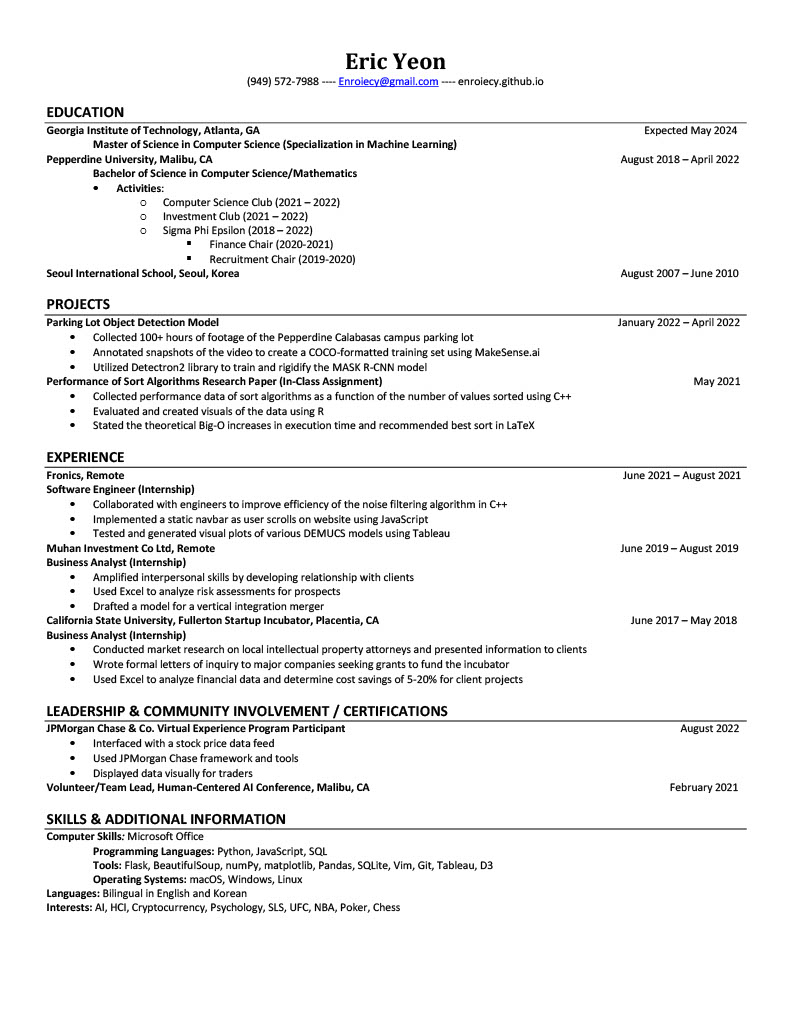 Eric Yeon
(949) 572-7988 ---- Enroiecy@gmail.com ---- enroiecy.github.io
EDUCATION
Georgia Institute of Technology, Atlanta, GA Expected May 2024
Master of Science in Computer Science (Specialization in Machine Learning)
Pepperdine University, Malibu, CA August 2018 – April 2022
Bachelor of Science in Computer Science/Mathematics
• Activities:
o Computer Science Club (2021 – 2022)
o Investment Club (2021 – 2022)
o Sigma Phi Epsilon (2018 – 2022)
▪ Finance Chair (2020-2021)
▪ Recruitment Chair (2019-2020)
Seoul International School, Seoul, Korea August 2007 – June 2010
PROJECTS
Parking Lot Object Detection Model January 2022 – April 2022
• Collected 100+ hours of footage of the Pepperdine Calabasas campus parking lot
• Annotated snapshots of the video to create a COCO-formatted training set using MakeSense.ai
• Utilized Detectron2 library to train and rigidify the MASK R-CNN model
Performance of Sort Algorithms Research Paper (In-Class Assignment) May 2021
• Collected performance data of sort algorithms as a function of the number of values sorted using C++
• Evaluated and created visuals of the data using R
• Stated the theoretical Big-O increases in execution time and recommended best sort in LaTeX
EXPERIENCE
Fronics, Remote June 2021 – August 2021
Software Engineer (Internship)
• Collaborated with engineers to improve efficiency of the noise filtering algorithm in C++
• Implemented a static navbar as user scrolls on website using JavaScript
• Tested and generated visual plots of various DEMUCS models using Tableau
Muhan Investment Co Ltd, Remote June 2019 – August 2019
Business Analyst (Internship)
• Amplified interpersonal skills by developing relationship with clients
• Used Excel to analyze risk assessments for prospects
• Drafted a model for a vertical integration merger
California State University, Fullerton Startup Incubator, Placentia, CA June 2017 – May 2018
Business Analyst (Internship)
• Conducted market research on local intellectual property attorneys and presented information to clients
• Wrote formal letters of inquiry to major companies seeking grants to fund the incubator
• Used Excel to analyze financial data and determine cost savings of 5-20% for client projects
LEADERSHIP & COMMUNITY INVOLVEMENT / CERTIFICATIONS
JPMorgan Chase & Co. Virtual Experience Program Participant August 2022
• Interfaced with a stock price data feed
• Used JPMorgan Chase framework and tools
• Displayed data visually for traders
Volunteer/Team Lead, Human-Centered AI Conference, Malibu, CA February 2021
SKILLS & ADDITIONAL INFORMATION
Computer Skills: Microsoft Office
Programming Languages: Python, JavaScript, SQL
Tools: Flask, BeautifulSoup, numPy, matplotlib, Pandas, SQLite, Vim, Git, Tableau, D3
Operating Systems: macOS, Windows, Linux
Languages: Bilingual in English and Korean
Interests: AI, HCI, Cryptocurrency, Psychology, SLS, UFC, NBA, Poker, Chess